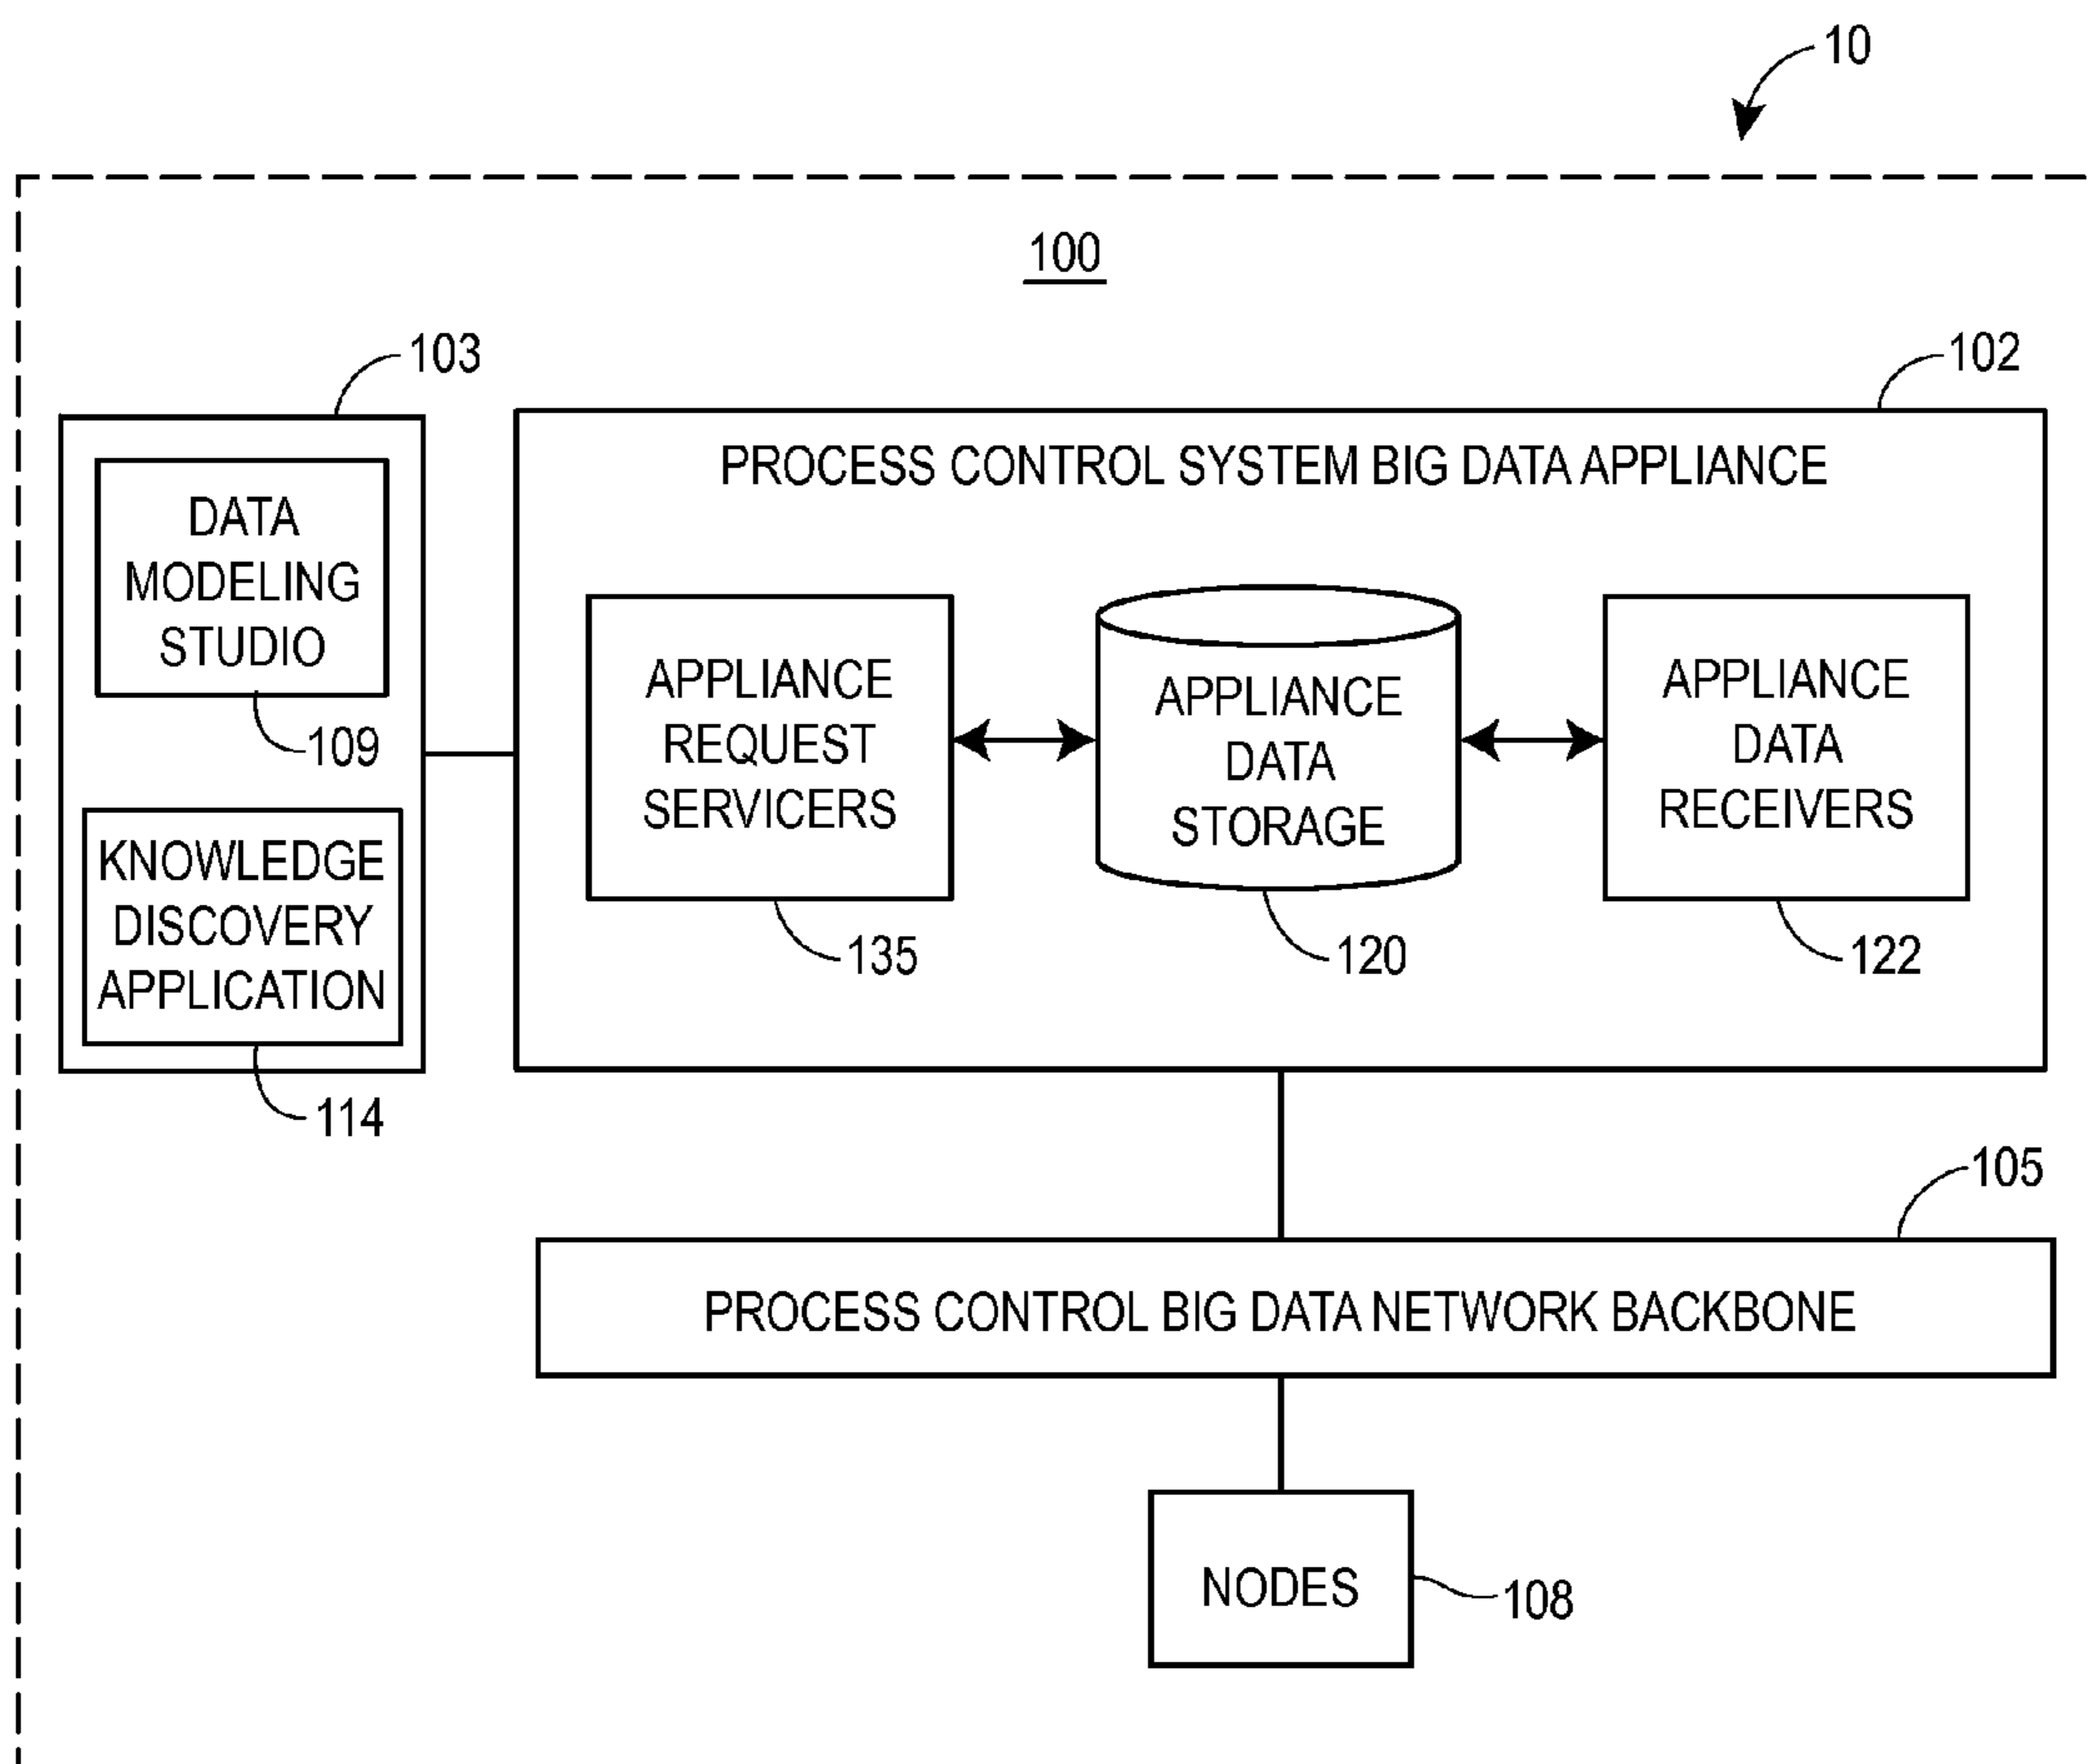 10
100
103
102
PROCESS CONTROL SYSTEM BIG DATA APPLIANCE
DATA
MODELING
STUDIO
109
KNOWLEDGE
DISCOVERY
APPLICATION
114
APPLIANCE
REQUEST
SERVICERS
135
APPLIANCE
DATA
STORAGE
120
APPLIANCE
DATA
RECEIVERS
122
105
PROCESS CONTROL BIG DATA NETWORK BACKBONE
NODES
108